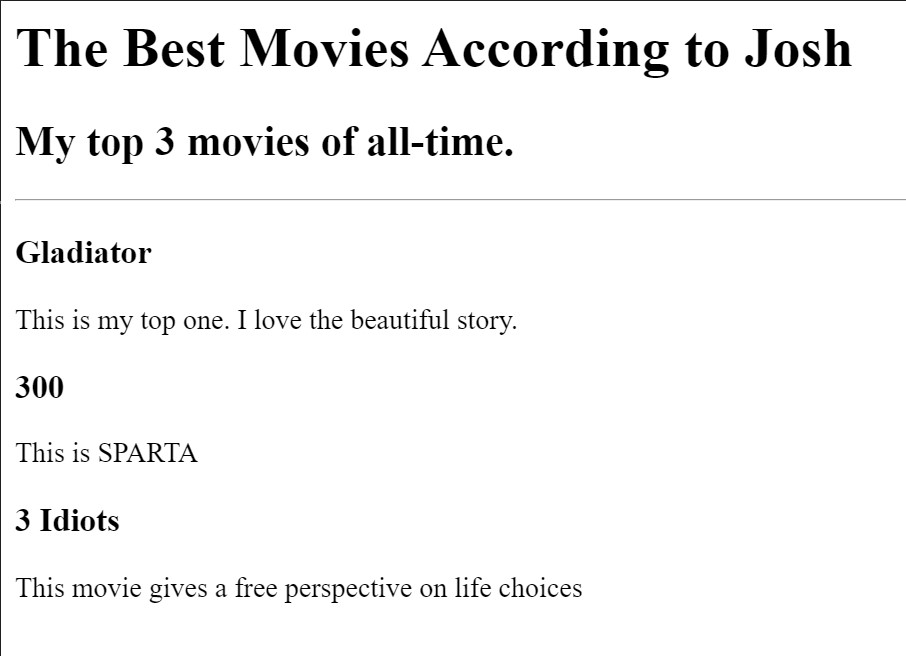 The Best Movies According to Josh
My top 3 movies of all-time.
Gladiator
This is my top one. I love the beautiful story.
300
This is SPARTA
3 Idiots
This movie gives a free perspective on life choices